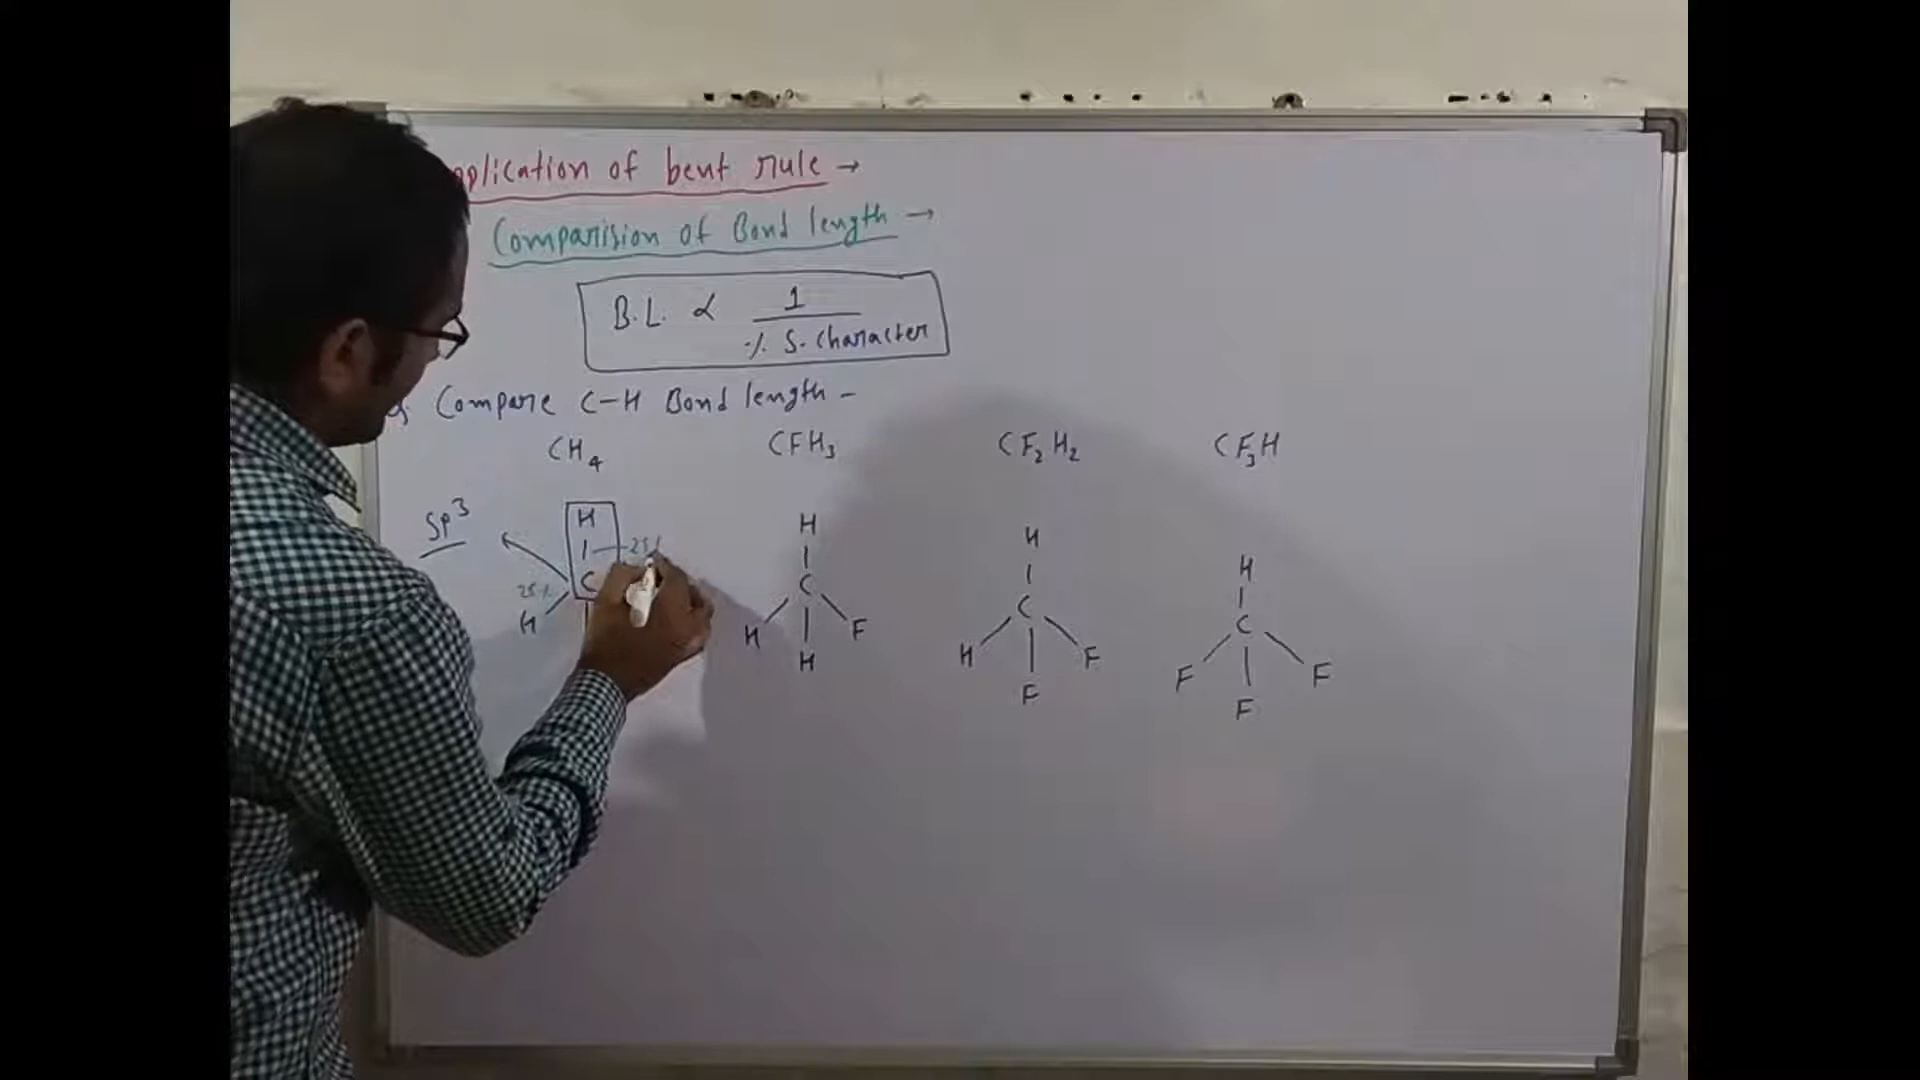 pplication of bent rule →
Comparision of Bond length →
B.L. ∝ 1 / % S-character
Q. Compare C-H Bond length -
CH4 CFH3 CF2H2 CF3H
SP3
H
25%
C
25%
H
H
C
H F
H
H
C
H F
F
H
C
F F
F